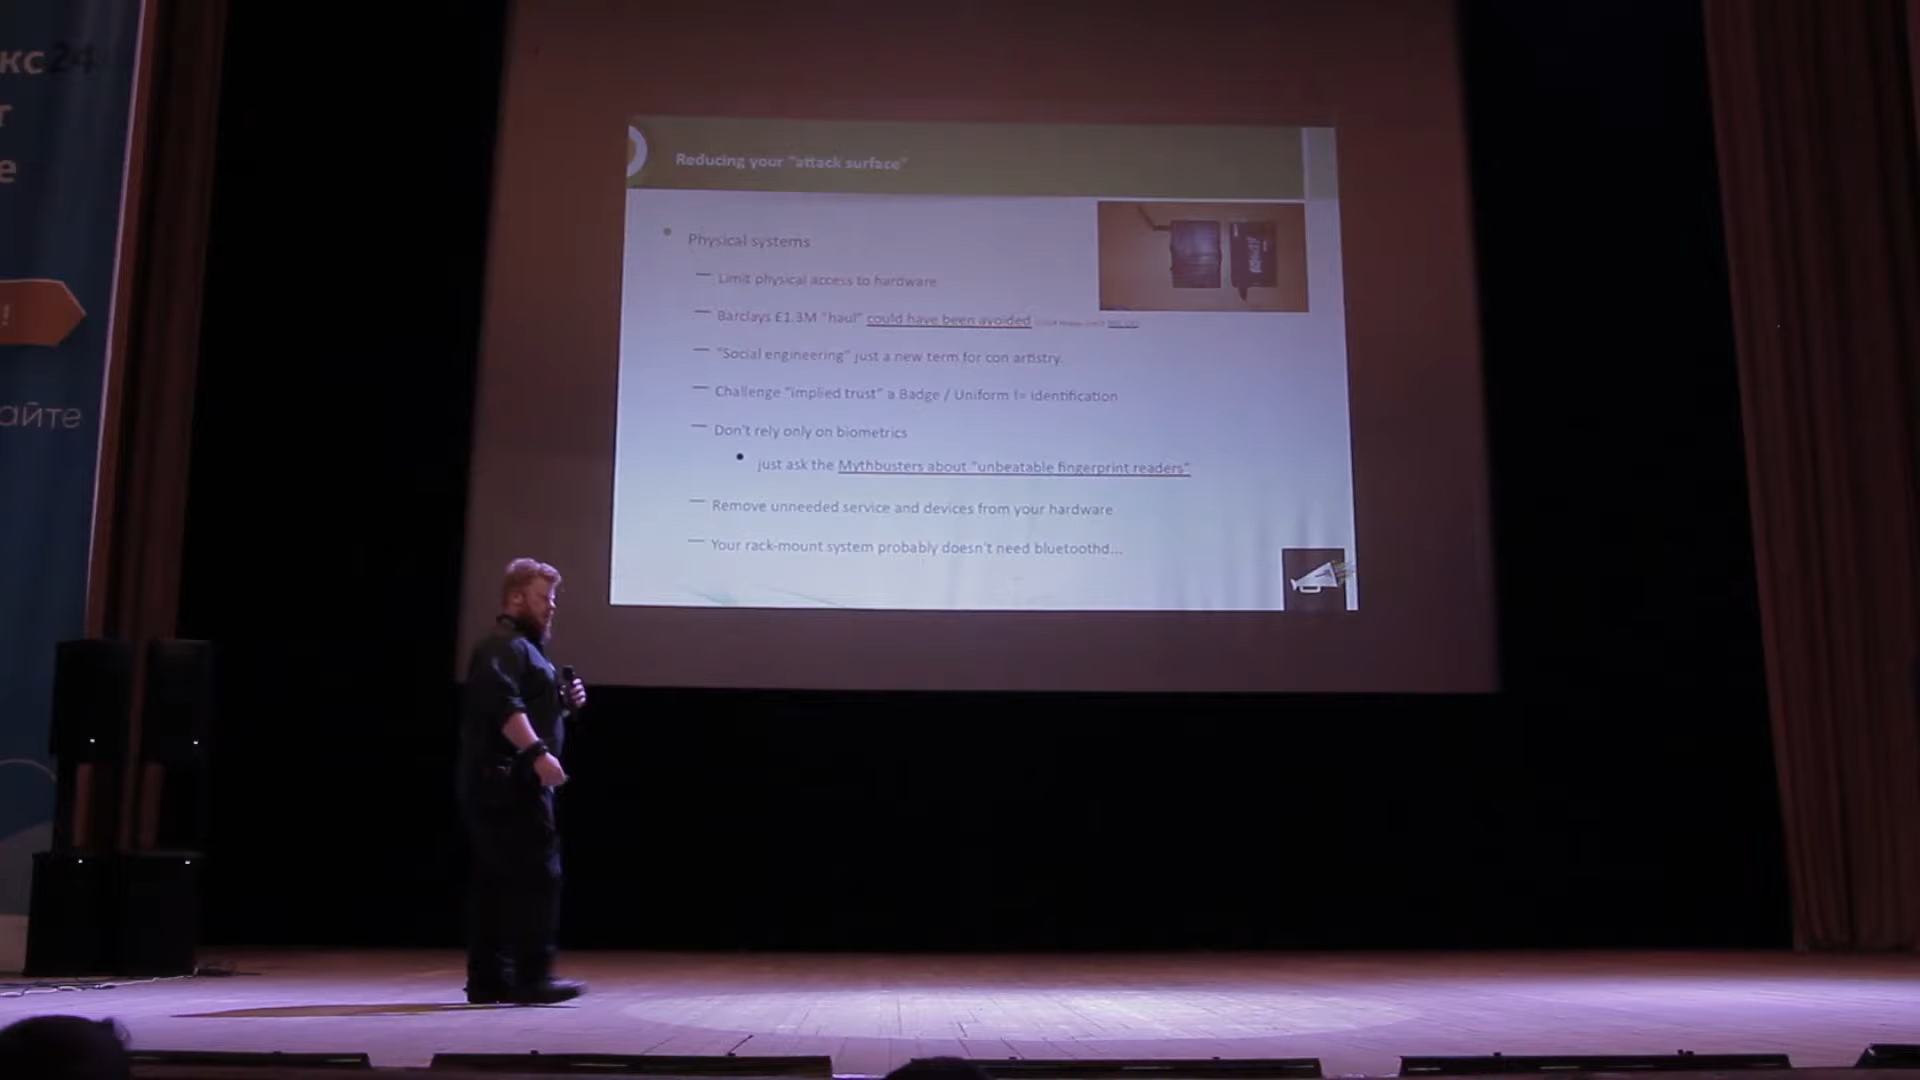 кс24
т
е
!
айте
Reducing your "attack surface"
Physical systems
Limit physical access to hardware
Barclays £1.3M "haul" could have been avoided
"Social engineering" just a new term for con artistry.
Challenge "implied trust" a Badge / Uniform != identification
Don't rely only on biometrics
just ask the Mythbusters about "unbeatable fingerprint readers"
Remove unneeded service and devices from your hardware
Your rack-mount system probably doesn't need bluetoothd...